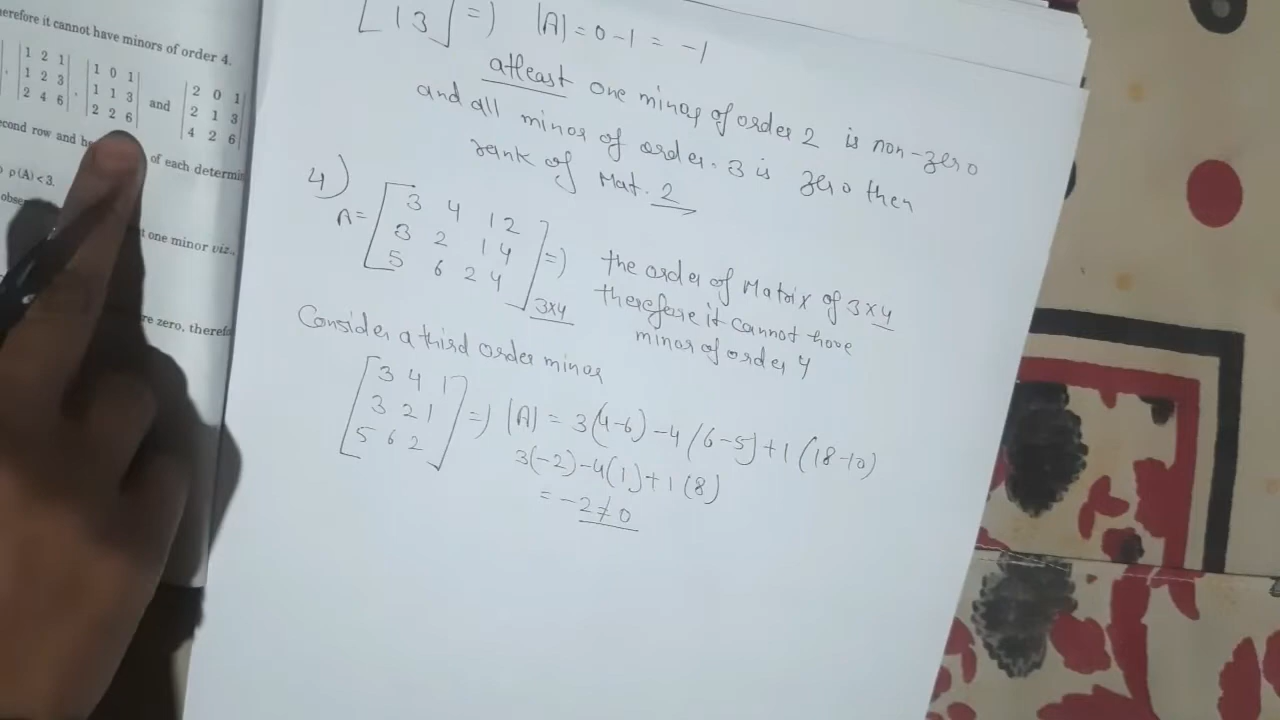 herefore it cannot have minors of order 4.
1 2 1
1 2 3
2 4 6
,
1 0 1
1 1 3
2 2 6
and
2 0 1
2 1 3
4 2 6
second row and
of each determin
ρ(A) < 3.
t one minor viz.,
re zero, theref
[1 3] =) |A| = 0-1 = -1
atleast one minor of order 2 is non-zero
and all minor of order. 3 is zero then
rank of Mat. 2
4)
A = [3 4 1 2
3 2 1 4
5 6 2 4] 3x4
=) the order of Matrix of 3x4
therefore it cannot have
minor of order 4
Consider a third order minor
[3 4 1
3 2 1
5 6 2]
=) |A| = 3(4-6) -4(6-5)+1(18-10)
3(-2)-4(1)+1(8)
= -2≠0